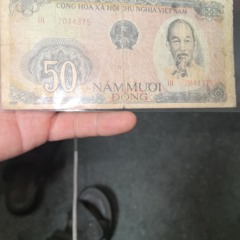 CỘNG HÒA XÃ HỘI CHỦ NGHĨA VIỆT NAM
50
NĂM MƯƠI
ĐỒNG